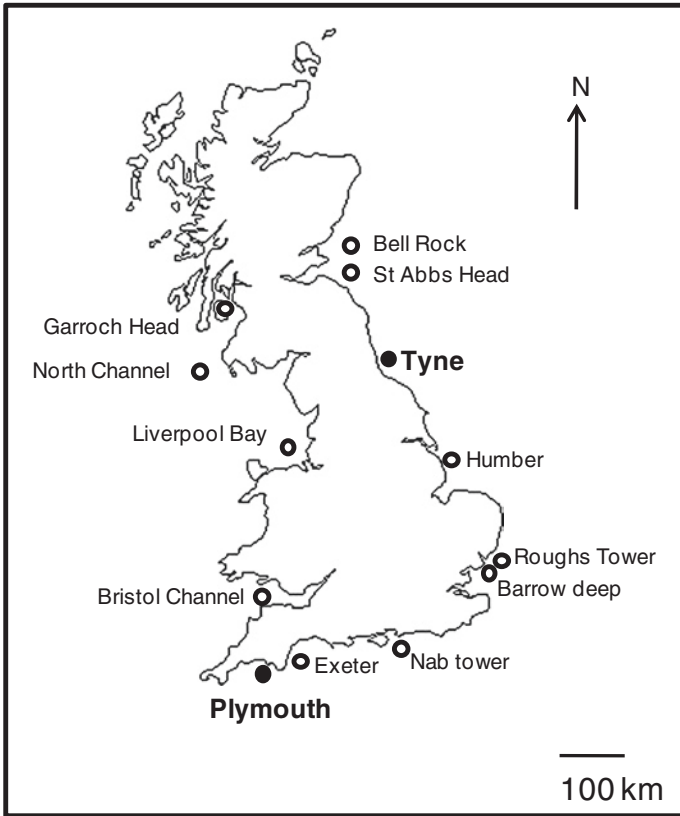 N
Bell Rock
St Abbs Head
Garroch Head
Tyne
North Channel
Liverpool Bay
Humber
Roughs Tower
Barrow deep
Bristol Channel
Exeter
Nab tower
Plymouth
100 km